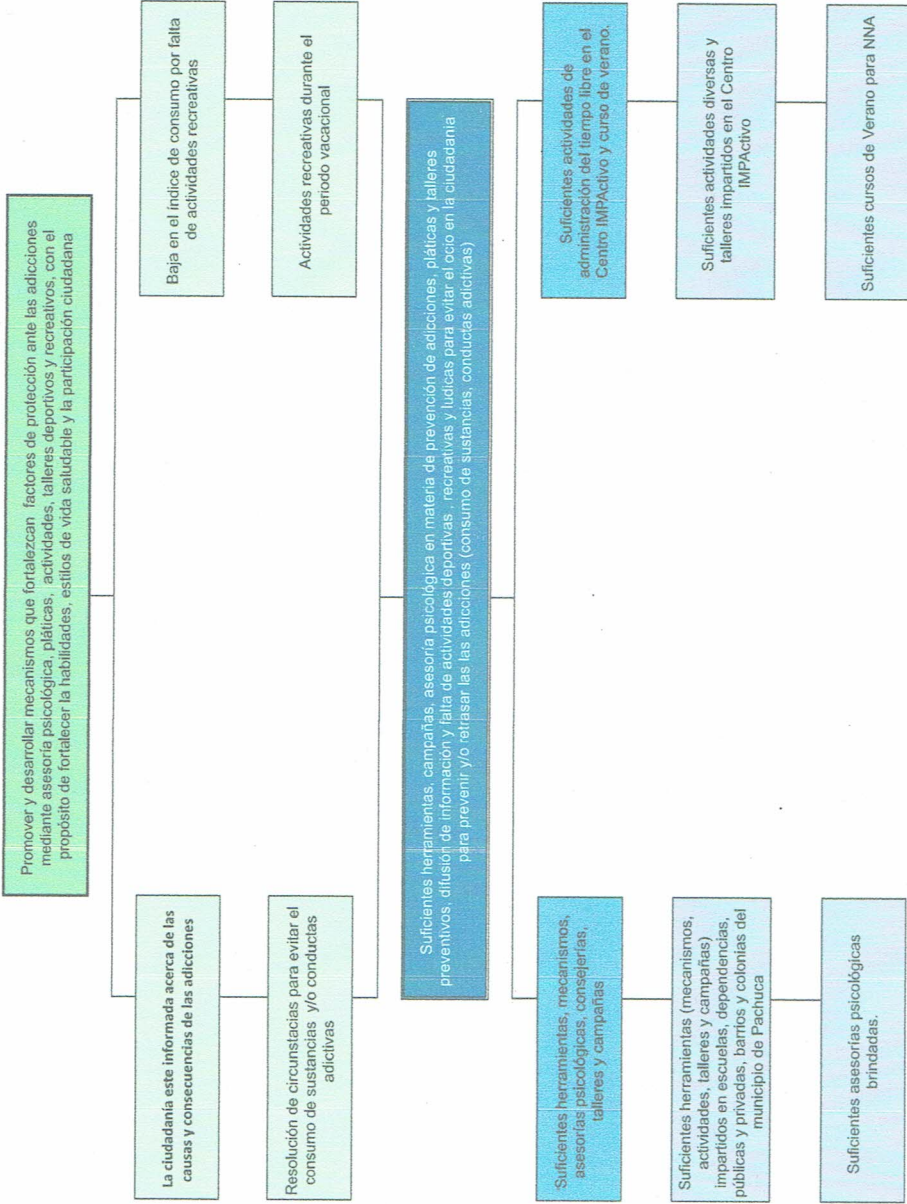 Promover y desarrollar mecanismos que fortalezcan factores de protección ante las adicciones
mediante asesoría psicológica, pláticas, actividades, talleres deportivos y recreativos, con el
propósito de fortalecer la habilidades, estilos de vida saludable y la participación ciudadana
La ciudadanía este informada acerca de las
causas y consecuencias de las adicciones
Baja en el índice de consumo por falta
de actividades recreativas
Resolución de circunstacias para evitar el
consumo de sustancias y/o conductas
adictivas
Actividades recreativas durante el
periodo vacacional
Suficientes herramientas, campañas, asesoría psicológica en materia de prevención de adicciones, pláticas y talleres
preventivos, difusión de información y falta de actividades deportivas , recreativas y ludicas para evitar el ocio en la ciudadania
para prevenir y/o retrasar las las adicciones (consumo de sustancias, conductas adictivas)
Suficientes herramientas, mecanismos,
asesorías psicológicas, consejerías,
talleres y campañas
Suficientes actividades de
administración del tiempo libre en el
Centro IMPActivo y curso de verano.
Suficientes herramientas (mecanismos,
actividades, talleres y campañas)
impartidos en escuelas, dependencias,
públicas y privadas, barrios y colonias del
municipio de Pachuca
Suficientes actividades diversas y
talleres impartidos en el Centro
IMPActivo
Suficientes asesorías psicológicas
brindadas.
Suficientes cursos de Verano para NNA